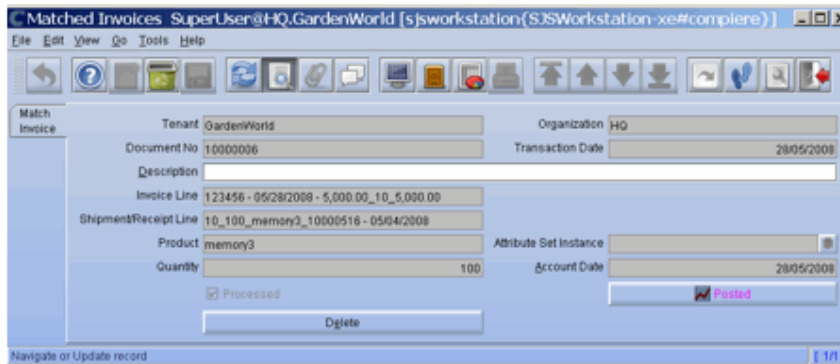 Matched Invoices SuperUser@HQ.GardenWorld [sjsworkstation{SJSWorkstation-xe#compiere}]
File Edit View Go Tools Help
Match
Invoice
Tenant GardenWorld Organization HQ
Document No 10000006 Transaction Date 28/05/2008
Description
Invoice Line 123456 - 05/28/2008 - 5,000.00_10_5,000.00
Shipment/Receipt Line 10_100_memory3_10000516 - 05/04/2008
Product memory3 Attribute Set Instance
Quantity 100 Account Date 28/05/2008
Processed Posted
Delete
Navigate or Update record 1/1